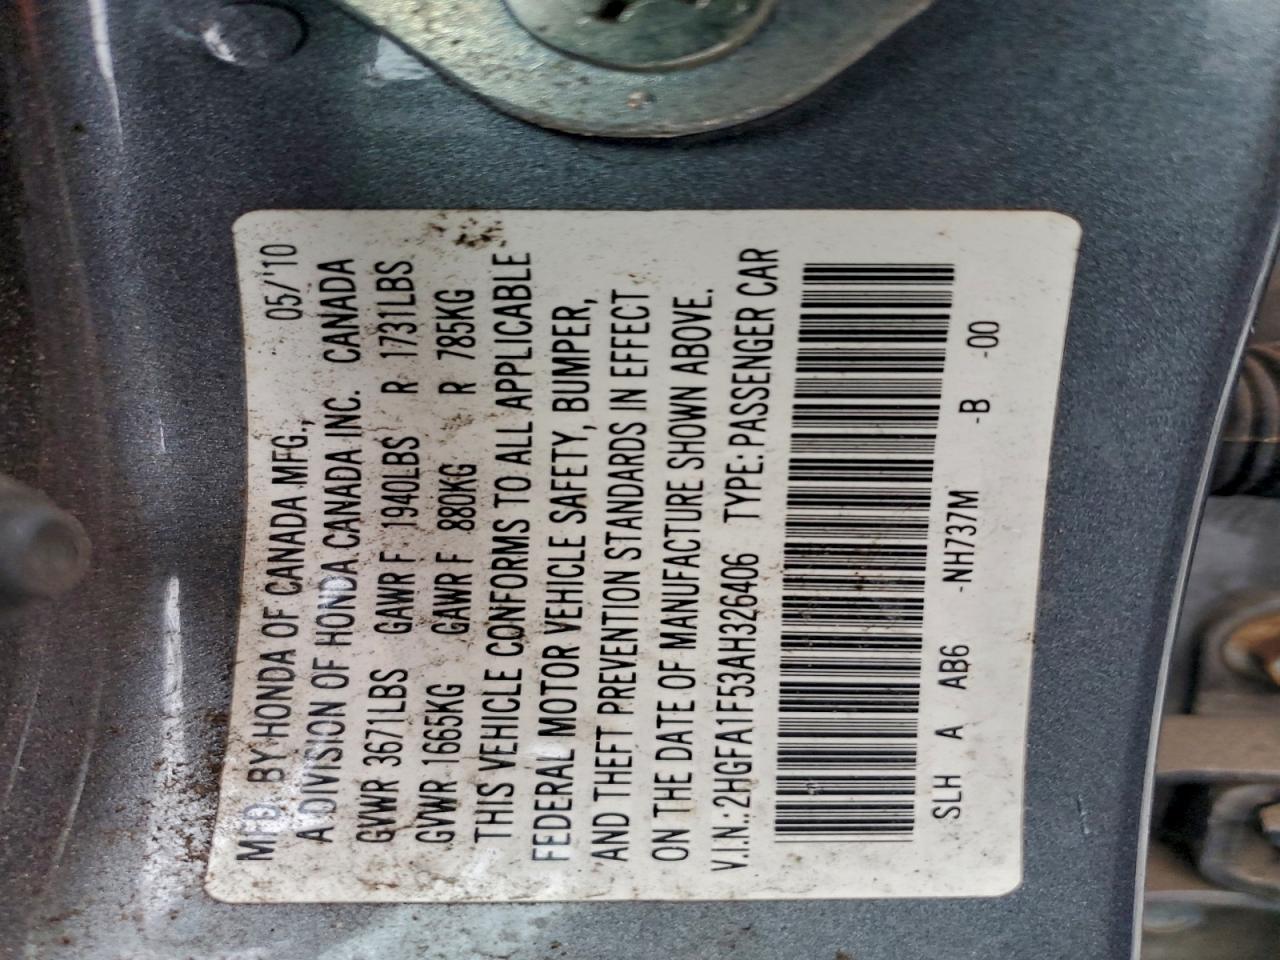 MFD. BY HONDA OF CANADA MFG., 05/'10
A DIVISION OF HONDA CANADA INC. CANADA
GVWR 3671LBS GAWR F 1940LBS R 1731LBS
GVWR 1665KG GAWR F 880KG R 785KG
THIS VEHICLE CONFORMS TO ALL APPLICABLE
FEDERAL MOTOR VEHICLE SAFETY, BUMPER,
AND THEFT PREVENTION STANDARDS IN EFFECT
ON THE DATE OF MANUFACTURE SHOWN ABOVE.
V.I.N.: 2HGFA1F53AH326406 TYPE: PASSENGER CAR
SLH A AB6 -NH737M -B -00